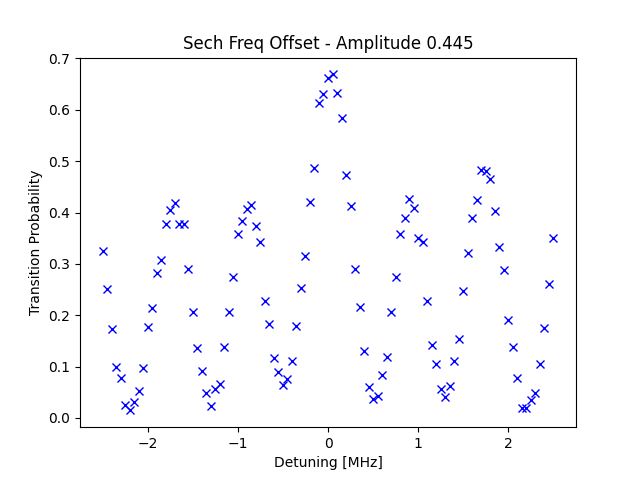 Sech Freq Offset - Amplitude 0.445
0.7
0.6
0.5
0.4
0.3
0.2
0.1
0.0
Transition Probability
−2 −1 0 1 2
Detuning [MHz]